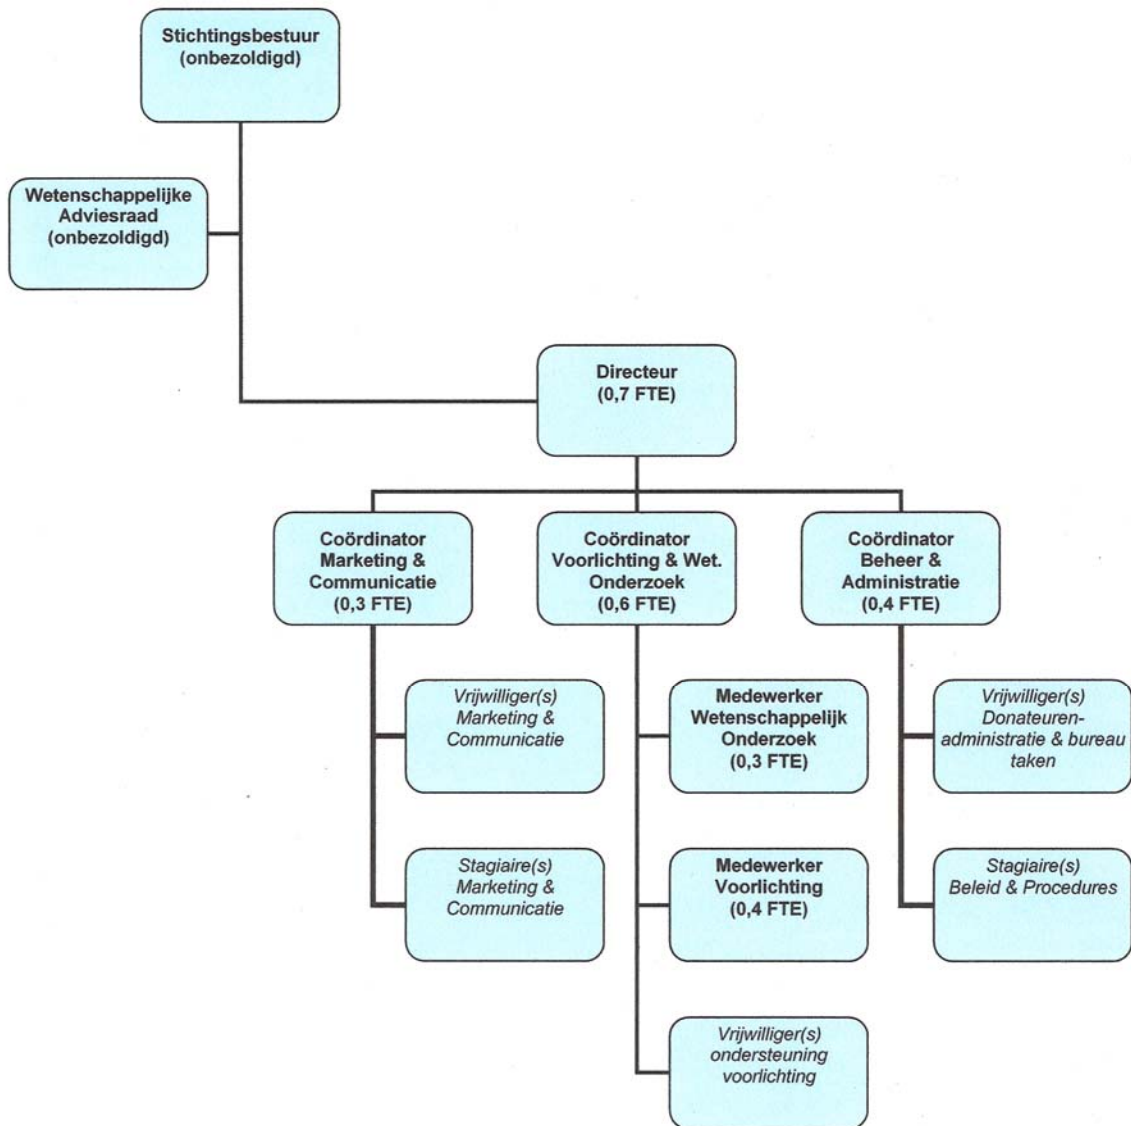 Stichtingsbestuur
(onbezoldigd)
Wetenschappelijke
Adviesraad
(onbezoldigd)
Directeur
(0,7 FTE)
Coördinator
Marketing &
Communicatie
(0,3 FTE)
Coördinator
Voorlichting & Wet.
Onderzoek
(0,6 FTE)
Coördinator
Beheer &
Administratie
(0,4 FTE)
Vrijwilliger(s)
Marketing &
Communicatie
Medewerker
Wetenschappelijk
Onderzoek
(0,3 FTE)
Vrijwilliger(s)
Donateuren-
administratie & bureau
taken
Stagiaire(s)
Marketing &
Communicatie
Medewerker
Voorlichting
(0,4 FTE)
Stagiaire(s)
Beleid & Procedures
Vrijwilliger(s)
ondersteuning
voorlichting